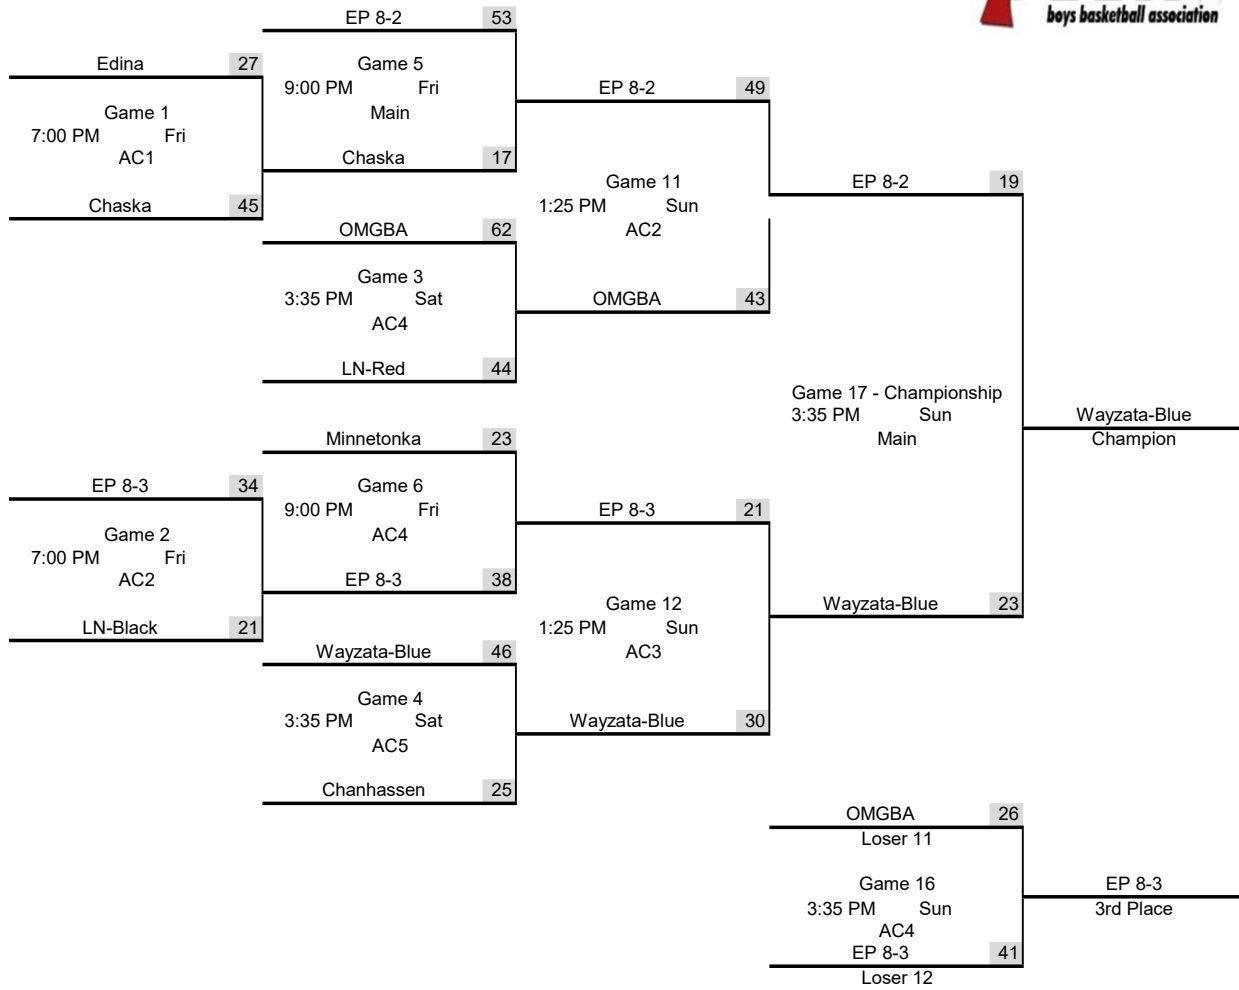 boys basketball association
EP 8-2 53
Edina 27
Game 5
9:00 PM Fri
Main
EP 8-2 49
Game 1
7:00 PM Fri
AC1
Chaska 17
Chaska 45
Game 11
1:25 PM Sun
AC2
EP 8-2 19
OMGBA 62
Game 3
3:35 PM Sat
AC4
OMGBA 43
LN-Red 44
Game 17 - Championship
3:35 PM Sun
Main
Wayzata-Blue
Champion
Minnetonka 23
EP 8-3 34
Game 6
9:00 PM Fri
AC4
EP 8-3 21
Game 2
7:00 PM Fri
AC2
EP 8-3 38
LN-Black 21
Game 12
1:25 PM Sun
AC3
Wayzata-Blue 23
Wayzata-Blue 46
Game 4
3:35 PM Sat
AC5
Wayzata-Blue 30
Chanhassen 25
OMGBA 26
Loser 11
Game 16
3:35 PM Sun
AC4
EP 8-3
3rd Place
EP 8-3 41
Loser 12